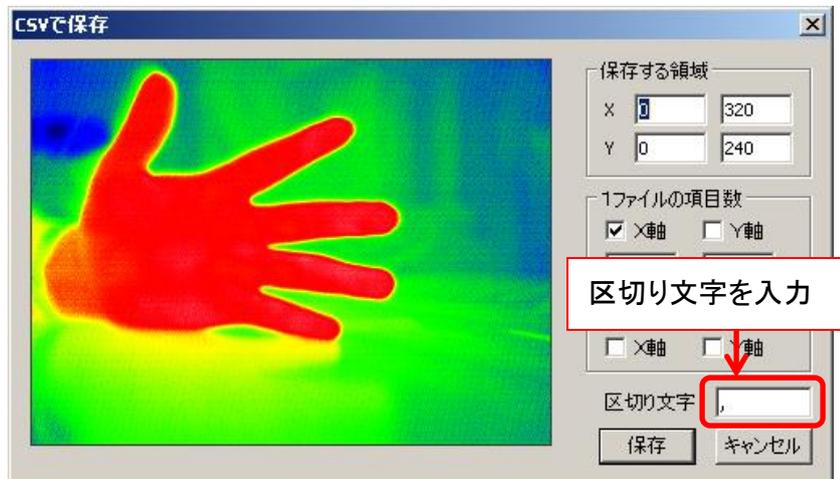 CSVで保存
保存する領域
X 0 320
Y 0 240
1ファイルの項目数
X軸 Y軸
区切り文字を入力
X軸 Y軸
区切り文字 ,
保存 キャンセル